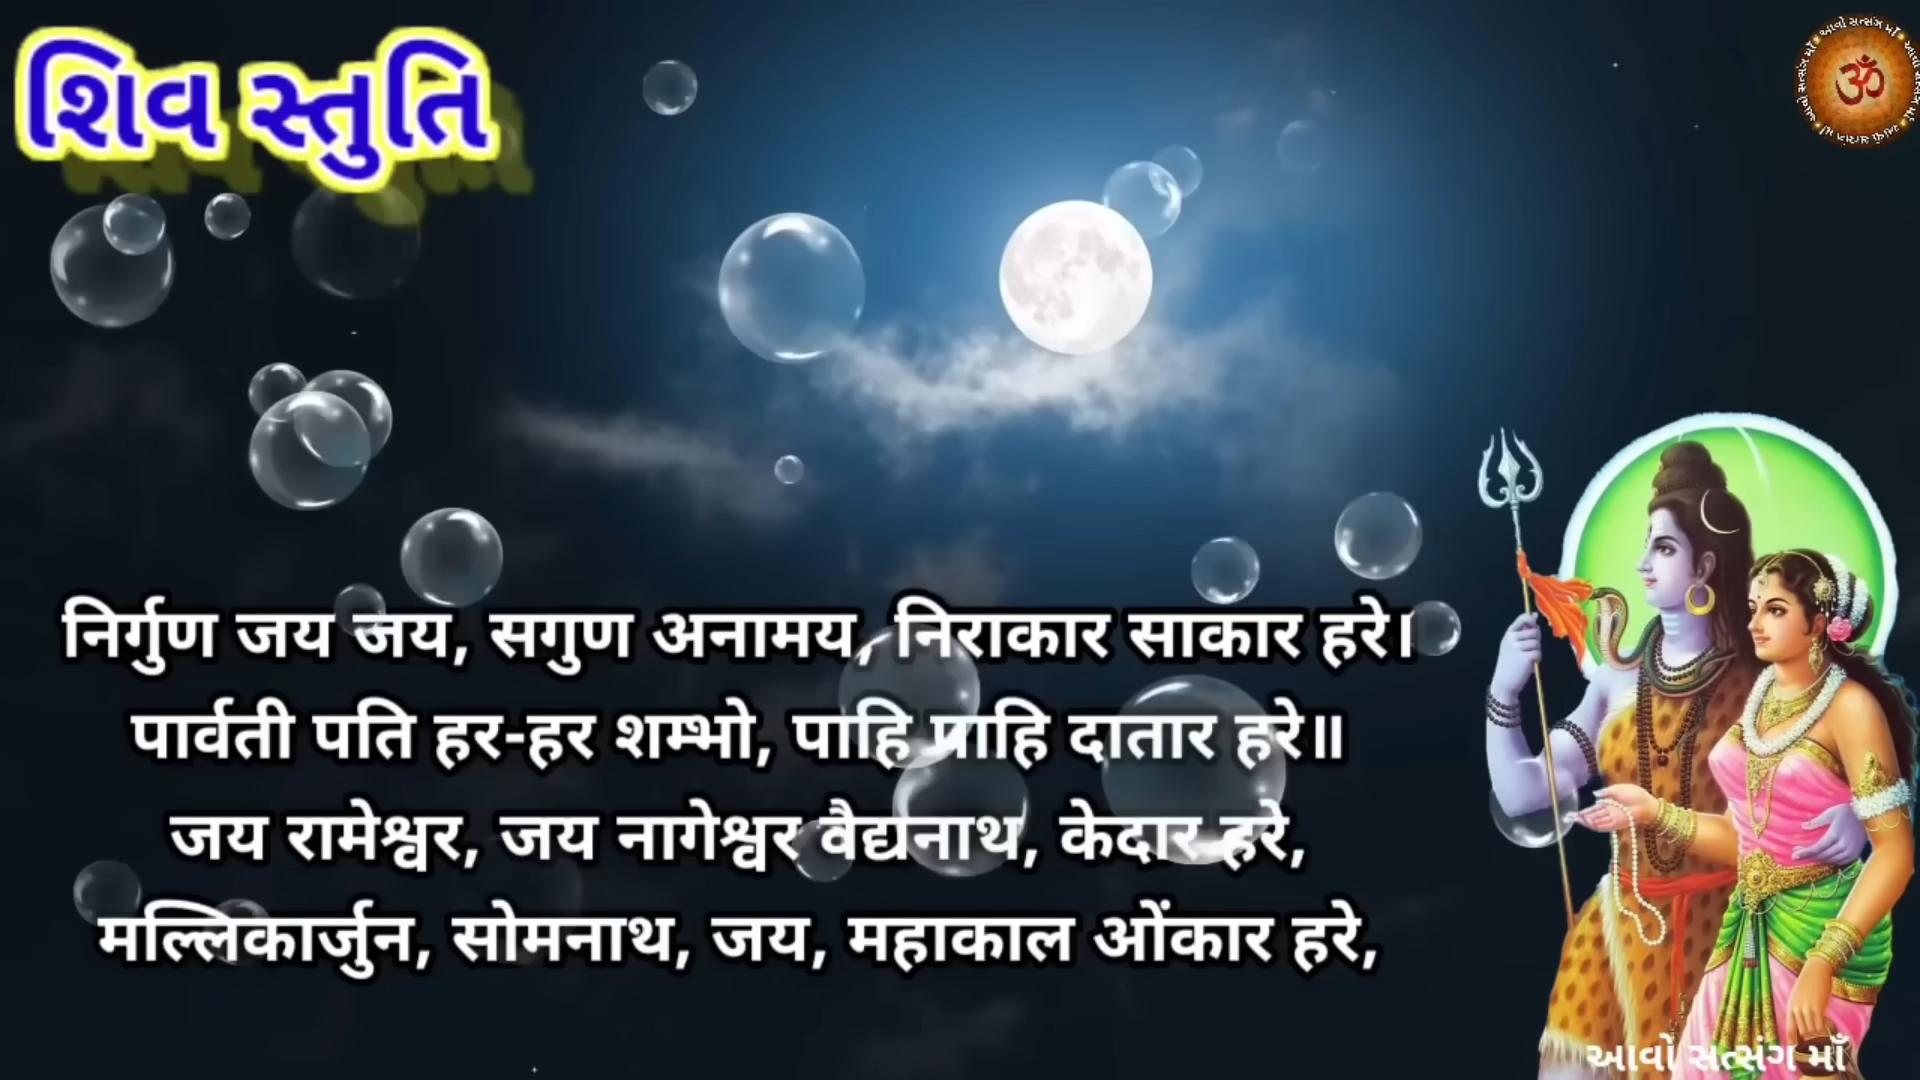 શિવ સ્તુતિ
निर्गुण जय जय, सगुण अनामय, निराकार साकार हरे।
पार्वती पति हर-हर शम्भो, पाहि पाहि दातार हरे॥
जय रामेश्वर, जय नागेश्वर वैद्यनाथ, केदार हरे,
मल्लिकार्जुन, सोमनाथ, जय, महाकाल ओंकार हरे,
આવો સત્સંગ માઁ
ॐ